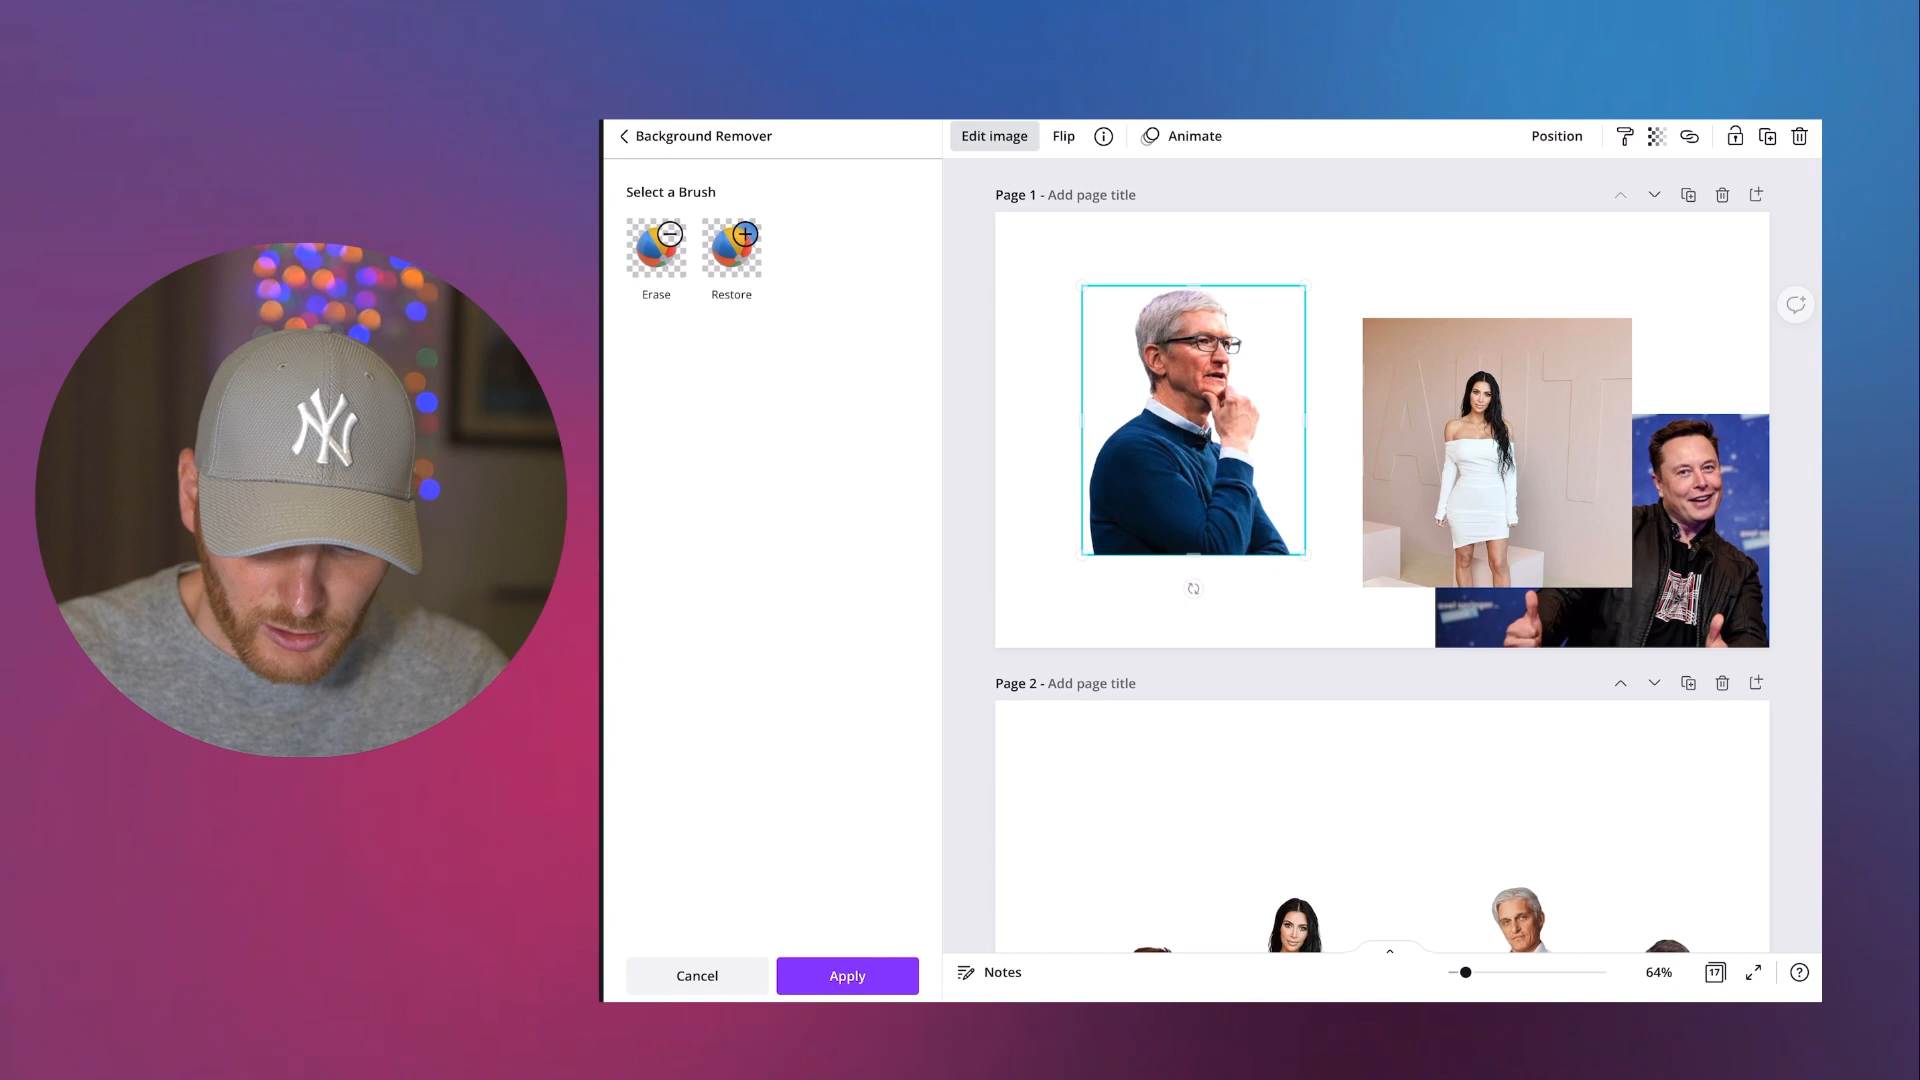 Background Remover
Edit image
Flip
Animate
Position
Select a Brush
Erase
Restore
Page 1 - Add page title
NY
Page 2 - Add page title
Cancel
Apply
Notes
64%
17